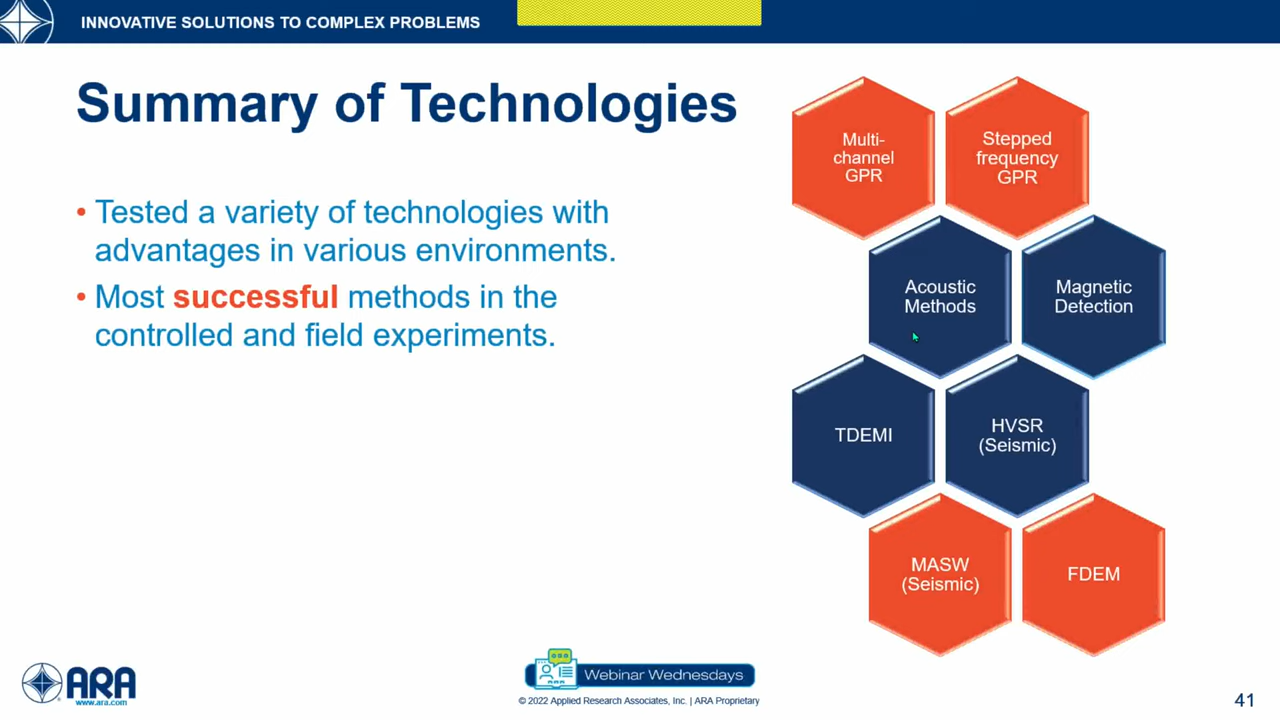 INNOVATIVE SOLUTIONS TO COMPLEX PROBLEMS
Summary of Technologies
• Tested a variety of technologies with
advantages in various environments.
• Most successful methods in the
controlled and field experiments.
Multi-
channel
GPR
Stepped
frequency
GPR
Acoustic
Methods
Magnetic
Detection
TDEMI
HVSR
(Seismic)
MASW
(Seismic)
FDEM
ARA
www.ara.com
Webinar Wednesdays
© 2022 Applied Research Associates, Inc. | ARA Proprietary
41